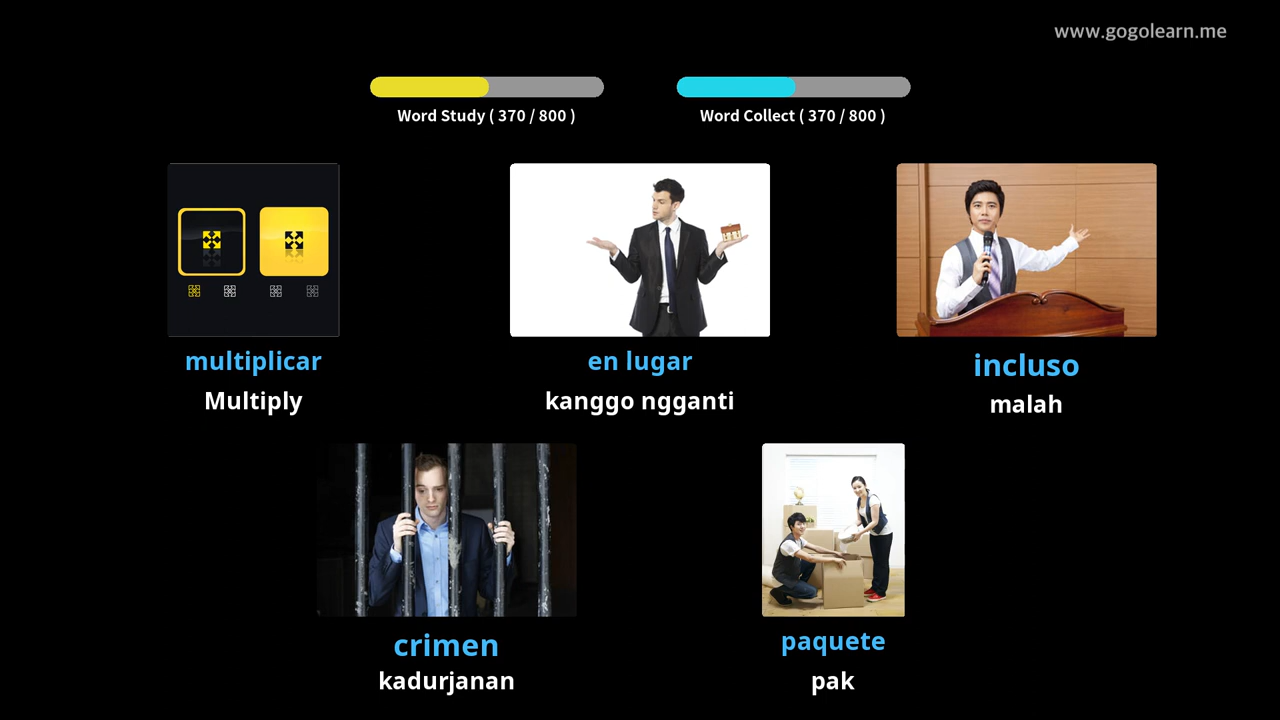 www.gogolearn.me
Word Study ( 370 / 800 )
Word Collect ( 370 / 800 )
multiplicar
Multiply
en lugar
kanggo ngganti
incluso
malah
crimen
kadurjanan
paquete
pak